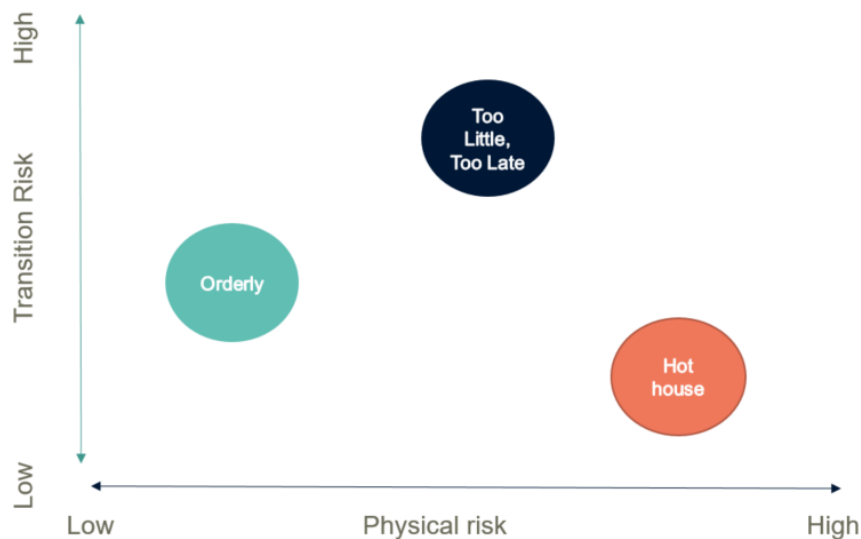 High
Too
Little,
Too Late
Transition Risk
Orderly
Hot
house
Low
Low
Physical risk
High